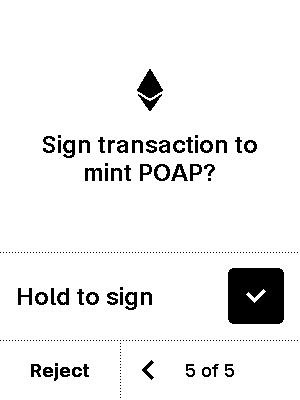 Sign transaction to
mint POAP?
Hold to sign
Reject
5 of 5